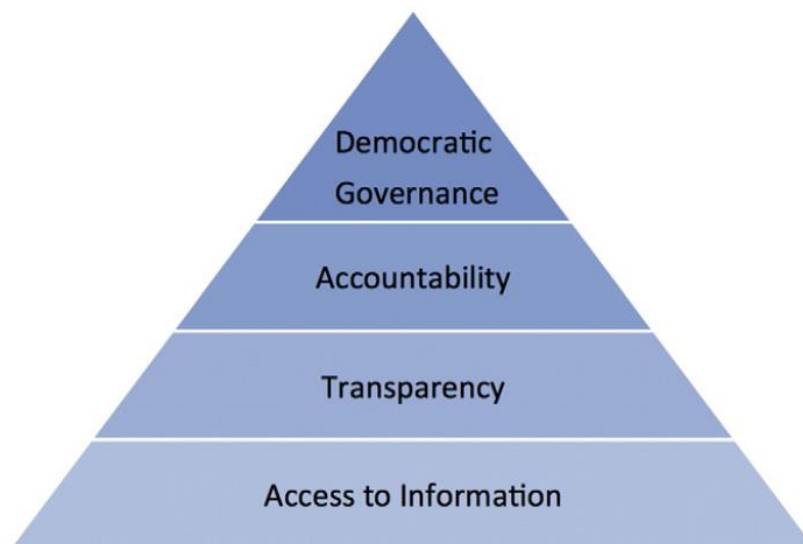 Democratic
Governance
Accountability
Transparency
Access to Information